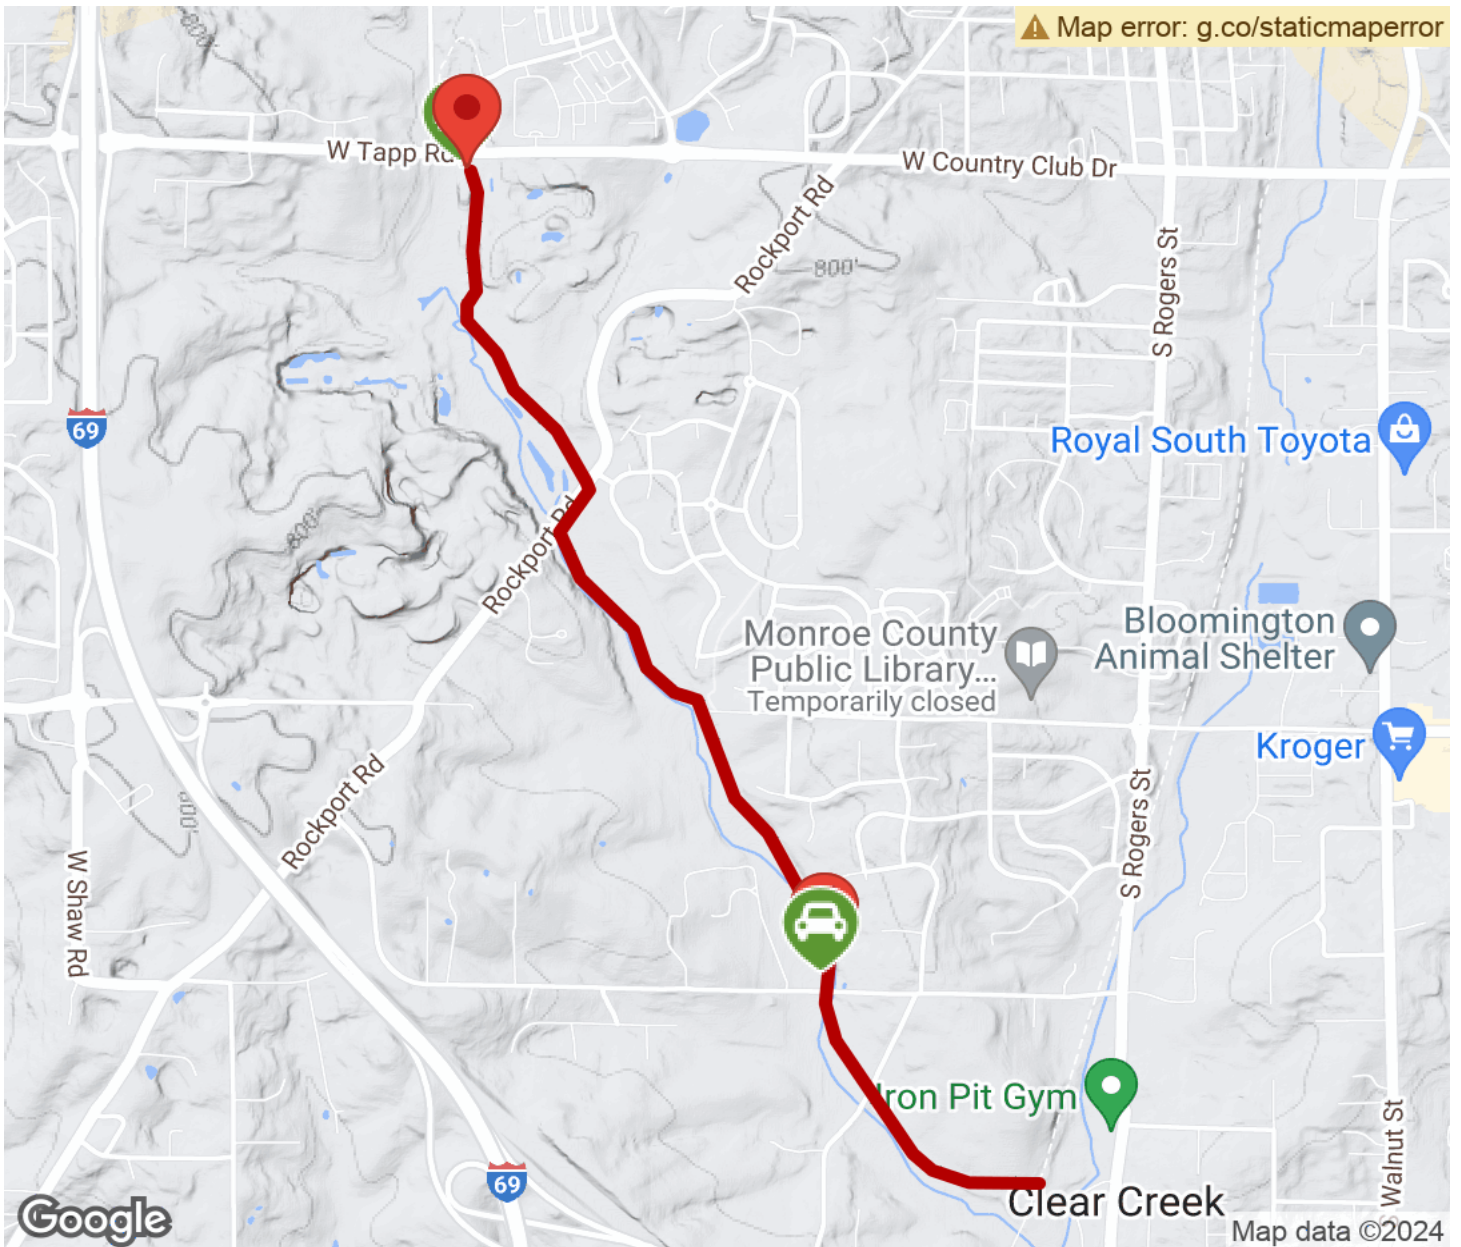 Map error: g.co/staticmaperror
800'
W Tapp Rd
W Country Club Dr
Rockport Rd
800'
S Rogers St
69
Royal South Toyota
800'
Rockport Rd
Bloomington
Animal Shelter
Monroe County
Public Library...
Temporarily closed
Kroger
Rockport Rd
800'
S Rogers St
W Shaw Rd
Iron Pit Gym
Walnut St
69
Clear Creek
Google
Map data ©2024